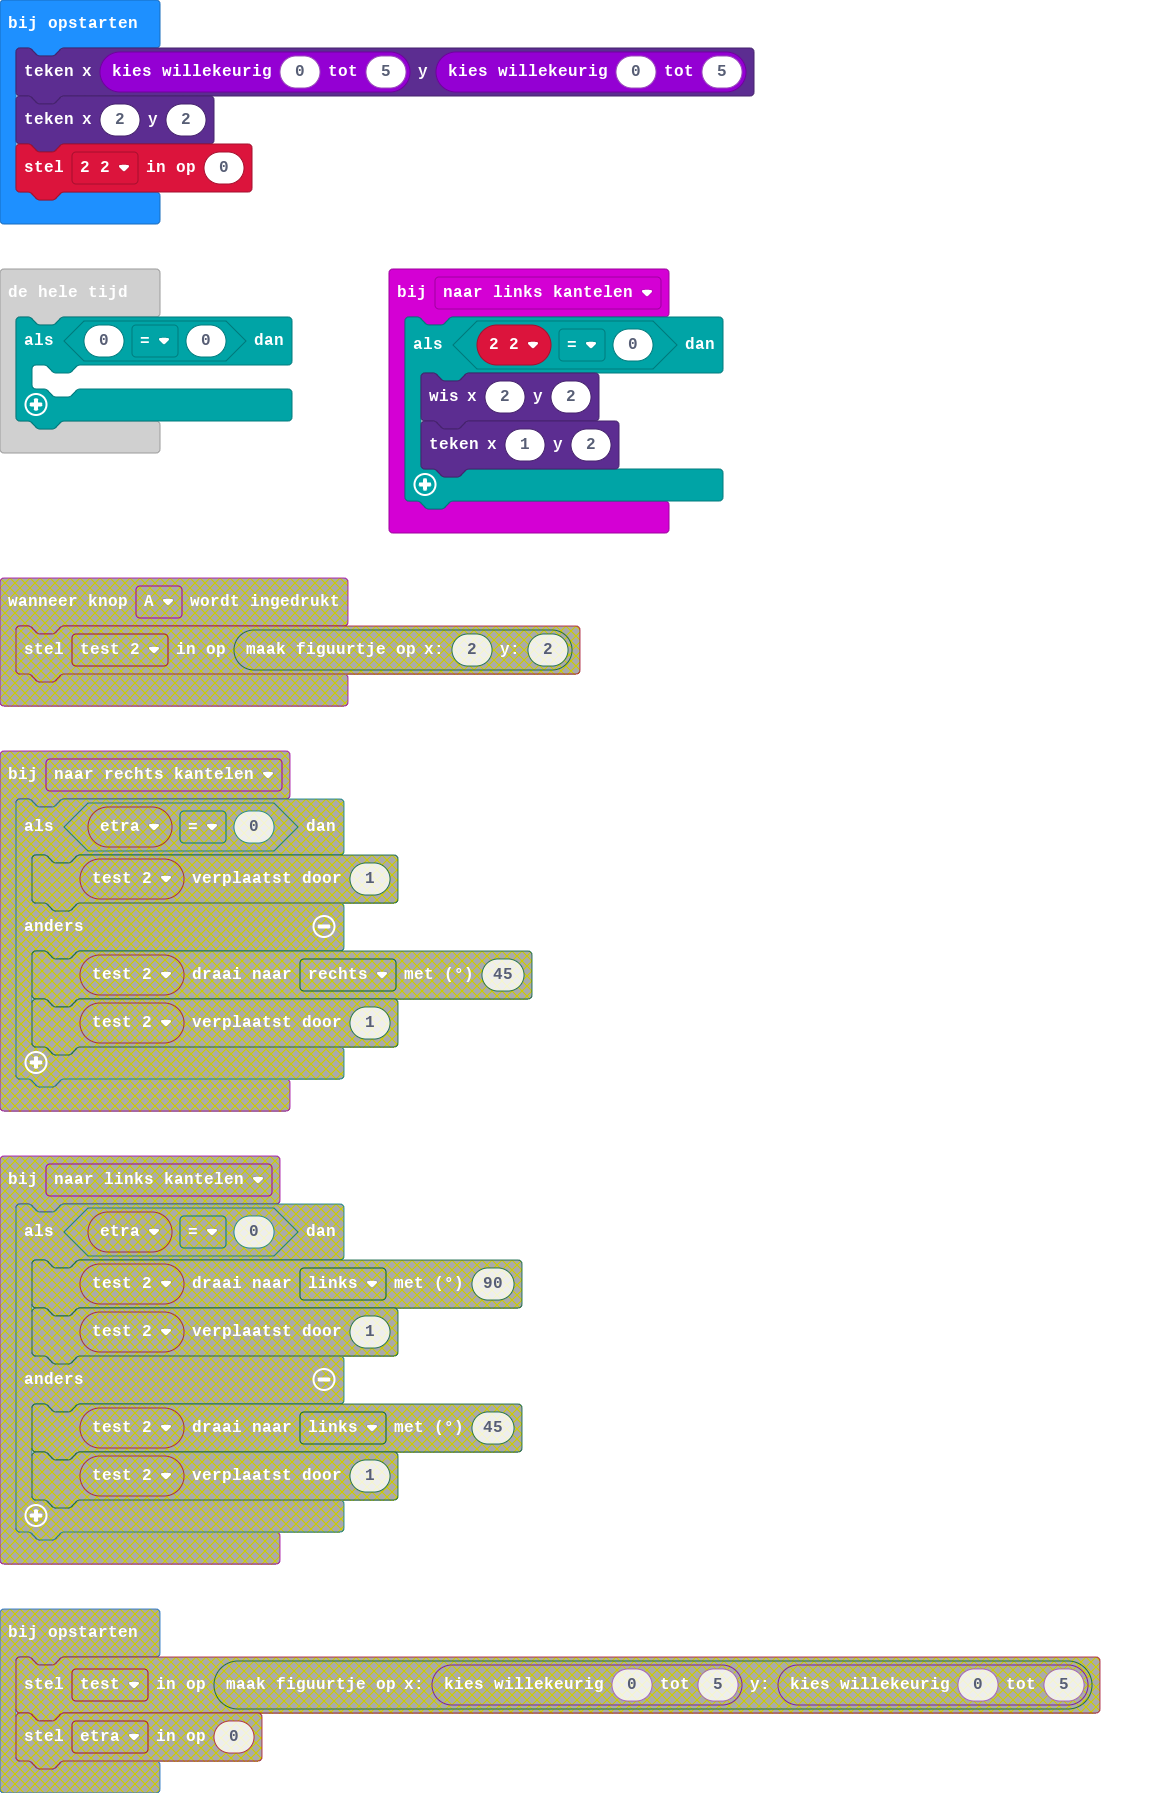 bij opstarten
teken x kies willekeurig 0 tot 5 y kies willekeurig 0 tot 5
teken x 2 y 2
stel 2 2 in op 0
de hele tijd
als 0 = 0 dan
bij naar links kantelen
als 2 2 = 0 dan
wis x 2 y 2
teken x 1 y 2
wanneer knop A wordt ingedrukt
stel test 2 in op maak figuurtje op x: 2 y: 2
bij naar rechts kantelen
als etra = 0 dan
test 2 verplaatst door 1
anders
test 2 draai naar rechts met (°) 45
test 2 verplaatst door 1
bij naar links kantelen
als etra = 0 dan
test 2 draai naar links met (°) 90
test 2 verplaatst door 1
anders
test 2 draai naar links met (°) 45
test 2 verplaatst door 1
bij opstarten
stel test in op maak figuurtje op x: kies willekeurig 0 tot 5 y: kies willekeurig 0 tot 5
stel etra in op 0